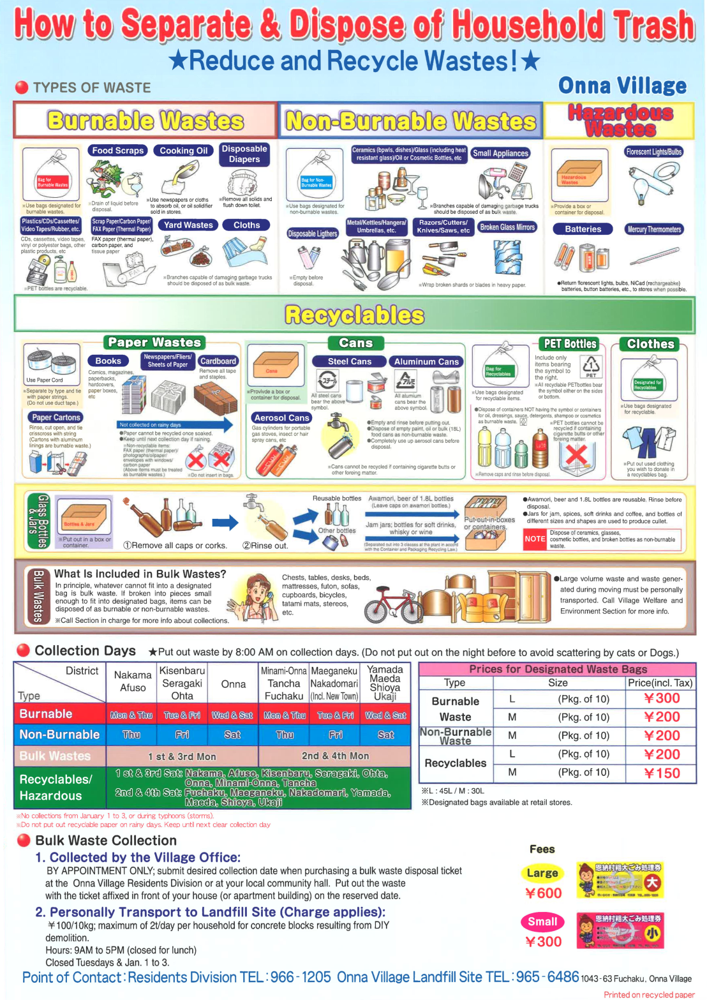 How to Separate & Dispose of Household Trash
★Reduce and Recycle Wastes!★
TYPES OF WASTE
Onna Village
Burnable Wastes
Non-Burnable Wastes
Hazardous
Wastes
Bag for
Burnable Wastes
※Use bags designated for
burnable wastes.
Food Scraps
※Drain of liquid before
disposal.
Cooking Oil
※Use newspapers or cloths
to absorb oil, or oil solidifier
sold in stores.
Disposable
Diapers
※Remove all solids and
flush down toilet.
Plastics/CDs/Cassettes/
Video Tapes/Rubber, etc.
CDs, cassettes, video tapes,
vinyl or polyester bags, other
plastic products, etc
※PET bottles are recyclable.
Scrap Paper/Carbon Paper/
FAX Paper (Thermal Paper)
FAX paper (thermal paper),
carbon paper, and
tissue paper
FAX
Yard Wastes
Cloths
※Branches capable of damaging garbage trucks
should be disposed of as bulk waste.
Bag for Non-
Burnable Wastes
※Use bags designated for
non-burnable wastes.
Ceramics (bpwls, dishes)/Glass (including heat
resistant glass)/Oil or Cosmetic Bottles, etc
Small Appliances
※Branches capable of damaging garbage trucks
should be disposed of as bulk waste.
Disposable Ligthers
※Empty before
disposal.
Metal/Kettles/Hangera/
Umbrellas, etc.
Razors/Cutters/
Knives/Saws, etc
Broken Glass Mirrors
※Wrap broken shards or blades in heavy paper.
Hazardous
Wastes
※Provide a box or
container for disposal.
Florescent Lights/Bulbs
Batteries
Mercury Thermometers
●Return florescent lights, bulbs, NiCad (rechargeabke)
batteries, button batteries, etc., to stores when possible.
Recyclables
Paper Wastes
Use Paper Cord
※Separate by type and tie
with paper strings.
(Do not use duct tape.)
Books
Comics, magazines,
paperbacks,
hardcovers,
paper boxes,
etc
Newspapers/Fliers/
Sheets of Paper
Cardboard
Remove all tape
and staples.
Paper Cartons
Rinse, cut open, and tie
crisscross with string
(Cartons with aluminum
linings are burnable waste.)
Not collected on rainy days
●Paper cannot be recycled once soaked.
●Keep until next collection day if raining.
※Non-recyclable items:
FAX paper (thermal paper)/
photographs/oilpaper/
envelopes with windows/
carbon paper
(Above items must be treated
as burnable wastes.)
※Do not insert in bags.
Cans
Cans
※Provivde a box or
container for disposal.
Steel Cans
スチール
All steel cans
bear the above
symbol.
Aluminum Cans
アルミ
All alumium
cans bear the
above symbol.
Aerosol Cans
Gas cylinders for portable
gas stoves, insect or hair
spray cans, etc
●Empty and rinse before putting out.
●Dispose of empty paint, oil or bulk (18L)
food cans as non-burnable waste.
●Completely use up aerosol cans before
disposal.
※Cans cannot be recycled if containing cigarette butts or
other foreing matter.
PET Bottles
Bag for
Recyclables
※Use bags designated
for recyclable items.
Include only
items bearing
the symbol to
the right.
1
PET
※All recyclable PETbottles bear
the symbol either on the sides
or bottom.
●Dispose of containers NOT having the symbol or containers
for oil, dressings, sauce, detergents, shampoo or cosmetics
as burnable waste.
※PET bottles cannot be
recycled if containing
cigarette butts or other
foreing matter.
※Remove caps and rinse before disposal.
Clothes
Designated for
Recyclables
※Use bags designated
for recyclable.
※Put out used clothing
you wish to donate in
a recyclables bag.
Glass Bottles
& Jars
Bottles & Jars
※Put out in a box or
container.
①Remove all caps or corks.
②Rinse out.
Reusable bottles
Other bottles
Awamori, beer of 1.8L bottles
(Leave caps on awamori bottles.)
Jam jars; bottles for soft drinks,
whisky or wine
(Separated out into 3 classes at the plant in accord
with the Container and Packaging Recycling Law.)
Put-out-in-boxes
or containers.
●Awamori, beer and 1.8L bottles are reusable. Rinse before
disposal.
●Jars for jam, spices, soft drinks and coffee, and bottles of
different sizes and shapes are used to produce cullet.
NOTE
Dispose of ceramics, glasses,
cosmetic bottles, and broken bottles as non-burnable
waste.
Bulk Wastes
What Is Included in Bulk Wastes?
In principle, whatever cannot fit into a designated
bag is bulk waste. If broken into pieces small
enough to fit into designated bags, items can be
disposed of as burnable or non-burnable wastes.
※Call Section in charge for more info about collections.
Chests, tables, desks, beds,
mattresses, futon, sofas,
cupboards, bicycles,
tatami mats, stereos,
etc.
●Large volume waste and waste gener-
ated during moving must be personally
transported. Call Village Welfare and
Environment Section for more info.
Collection Days ★Put out waste by 8:00 AM on collection days. (Do not put out on the night before to avoid scattering by cats or Dogs.)
District
Type
Nakama
Afuso
Kisenbaru
Seragaki
Ohta
Onna
Minami-Onna
Tancha
Fuchaku
Maeganeku
Nakadomari
(Incl. New Town)
Yamada
Maeda
Shioya
Ukaji
Burnable Mon & Thu Tue & Fri Wed & Sat Mon & Thu Tue & Fri Wed & Sat
Non-Burnable Thu Fri Sat Thu Fri Sat
Bulk Wastes 1 st & 3rd Mon 2nd & 4th Mon
Recyclables/
Hazardous
1 st & 3rd Sat: Nakama, Afuso, Kisenbaru, Seragaki, Ohta,
Onna, Minami-Onna, Tancha
2nd & 4th Sat: Fuchaku, Maeganeku, Nakadomari, Yamada,
Maeda, Shioya, Ukaji
※No collections from January 1 to 3, or during typhoons (storms).
※Do not put out recyclable paper on rainy days. Keep until next clear collection day
Prices for Designated Waste Bags
Type Size Price(incl. Tax)
Burnable
Waste
L (Pkg. of 10) ¥300
M (Pkg. of 10) ¥200
Non-Burnable
Waste
M (Pkg. of 10) ¥200
Recyclables
L (Pkg. of 10) ¥200
M (Pkg. of 10) ¥150
※L : 45L / M : 30L
※Designated bags available at retail stores.
Bulk Waste Collection
1. Collected by the Village Office:
BY APPOINTMENT ONLY; submit desired collection date when purchasing a bulk waste disposal ticket
at the Onna Village Residents Division or at your local community hall. Put out the waste
with the ticket affixed in front of your house (or apartment building) on the reserved date.
2. Personally Transport to Landfill Site (Charge applies):
¥100/10kg; maximum of 2t/day per household for concrete blocks resulting from DIY
demolition.
Hours: 9AM to 5PM (closed for lunch)
Closed Tuesdays & Jan. 1 to 3.
Fees
Large
¥600
恩納村粗大ごみ処理券
大
Small
¥300
恩納村粗大ごみ処理券
小
Point of Contact:Residents Division TEL:966-1205 Onna Village Landfill Site TEL:965-6486 1043-63 Fuchaku, Onna Village
Printed on recycled paper